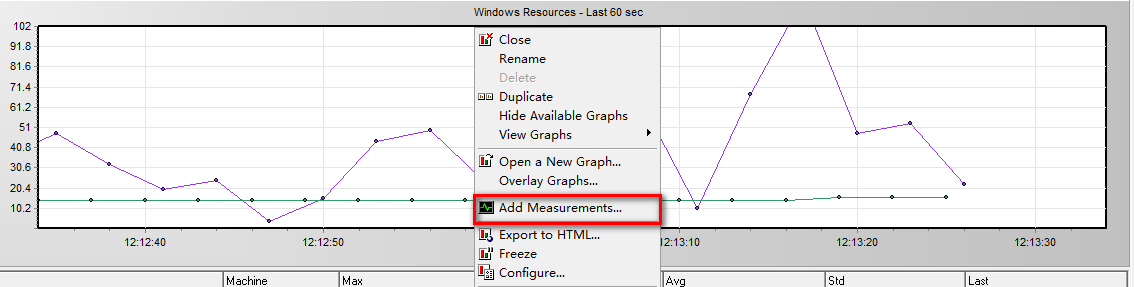 Windows Resources - Last 60 sec
102
91.8
81.6
71.4
61.2
51
40.8
30.6
20.4
10.2
Close
Rename
Delete
Duplicate
Hide Available Graphs
View Graphs
Open a New Graph...
Overlay Graphs...
Add Measurements...
Export to HTML...
Freeze
Configure...
12:12:40
12:12:50
12:13:10
12:13:20
12:13:30
Machine
Max
Avg
Std
Last